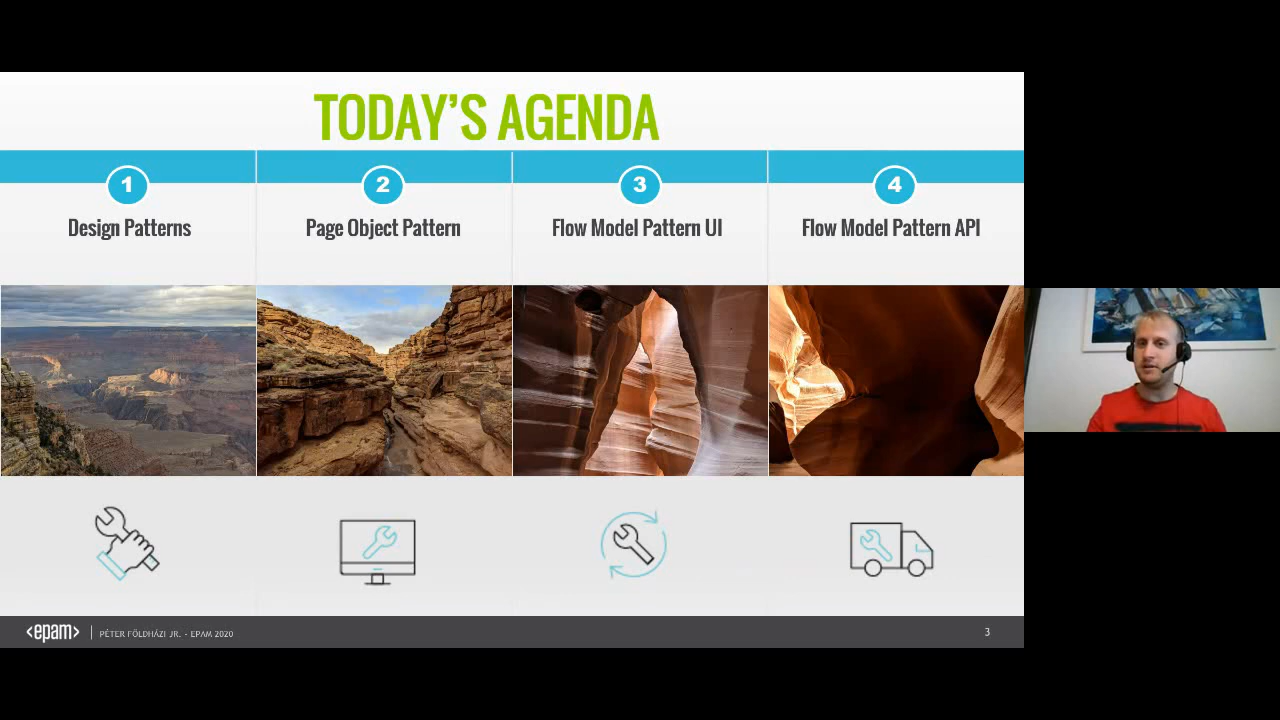 TODAY'S AGENDA
1
2
3
4
Design Patterns
Page Object Pattern
Flow Model Pattern UI
Flow Model Pattern API
<epam>
PÉTER FÖLDHÁZI JR. - EPAM 2020
3